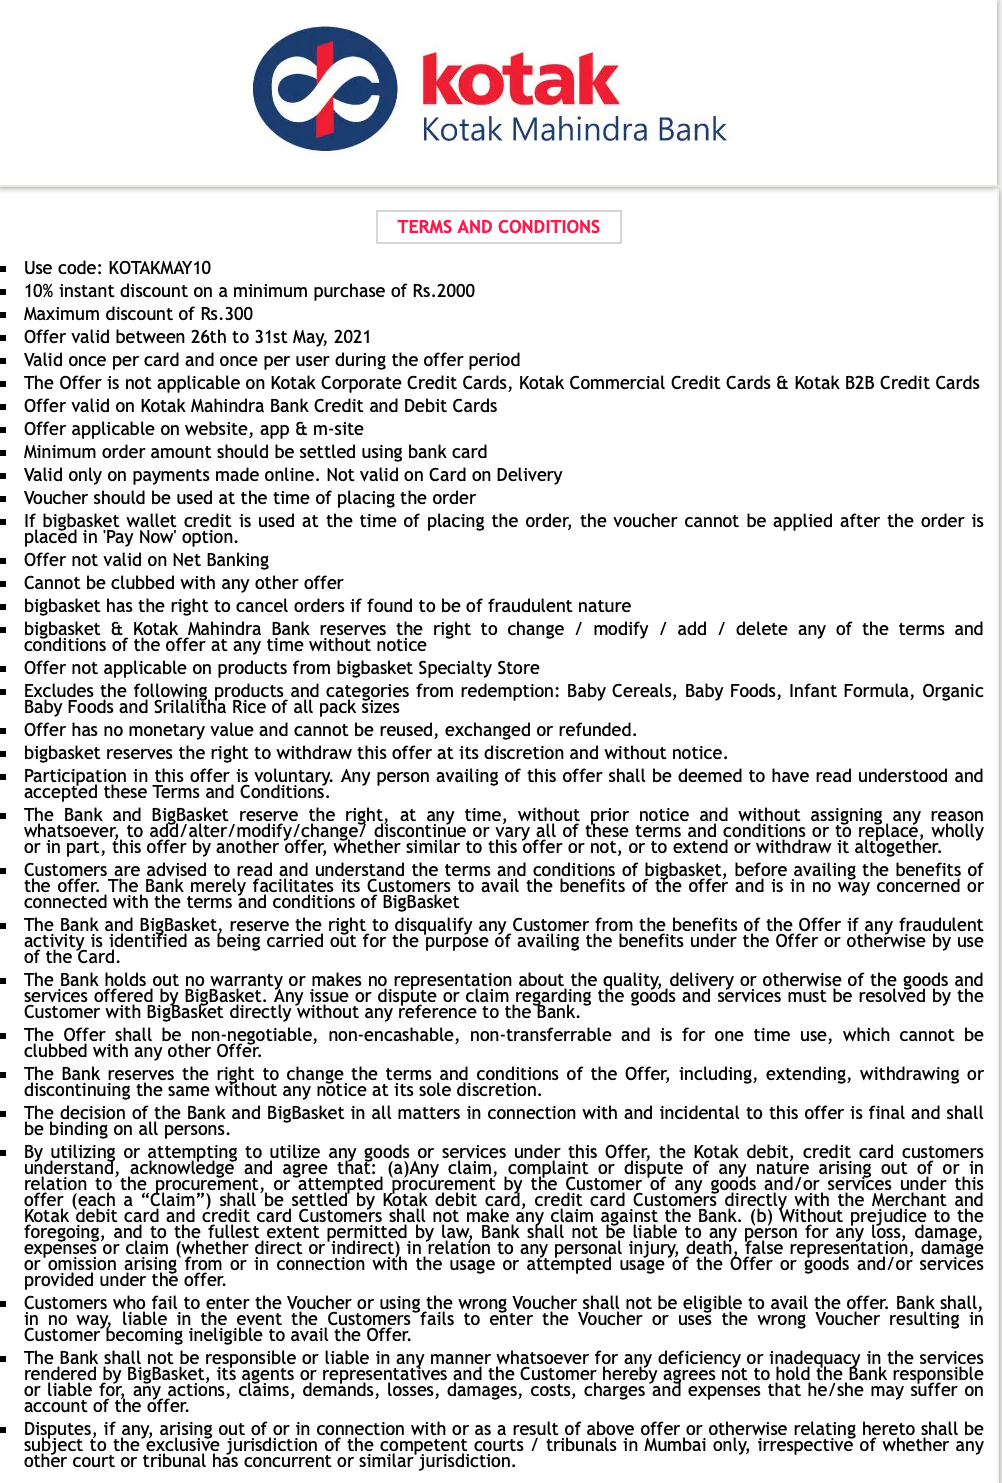 kotak
Kotak Mahindra Bank
TERMS AND CONDITIONS
Use code: KOTAKMAY10
10% instant discount on a minimum purchase of Rs.2000
Maximum discount of Rs.300
Offer valid between 26th to 31st May, 2021
Valid once per card and once per user during the offer period
The Offer is not applicable on Kotak Corporate Credit Cards, Kotak Commercial Credit Cards & Kotak B2B Credit Cards
Offer valid on Kotak Mahindra Bank Credit and Debit Cards
Offer applicable on website, app & m-site
Minimum order amount should be settled using bank card
Valid only on payments made online. Not valid on Card on Delivery
Voucher should be used at the time of placing the order
If bigbasket wallet credit is used at the time of placing the order, the voucher cannot be applied after the order is
placed in 'Pay Now' option.
Offer not valid on Net Banking
Cannot be clubbed with any other offer
bigbasket has the right to cancel orders if found to be of fraudulent nature
bigbasket & Kotak Mahindra Bank reserves the right to change / modify / add / delete any of the terms and
conditions of the offer at any time without notice
Offer not applicable on products from bigbasket Specialty Store
Excludes the following products and categories from redemption: Baby Cereals, Baby Foods, Infant Formula, Organic
Baby Foods and Srilalitha Rice of all pack sizes
Offer has no monetary value and cannot be reused, exchanged or refunded.
bigbasket reserves the right to withdraw this offer at its discretion and without notice.
Participation in this offer is voluntary. Any person availing of this offer shall be deemed to have read understood and
accepted these Terms and Conditions.
The Bank and BigBasket reserve the right, at any time, without prior notice and without assigning any reason
whatsoever, to add/alter/modify/change/ discontinue or vary all of these terms and conditions or to replace, wholly
or in part, this offer by another offer, whether similar to this offer or not, or to extend or withdraw it altogether.
Customers are advised to read and understand the terms and conditions of bigbasket, before availing the benefits of
the offer. The Bank merely facilitates its Customers to avail the benefits of the offer and is in no way concerned or
connected with the terms and conditions of BigBasket
The Bank and BigBasket, reserve the right to disqualify any Customer from the benefits of the Offer if any fraudulent
activity is identified as being carried out for the purpose of availing the benefits under the Offer or otherwise by use
of the Card.
The Bank holds out no warranty or makes no representation about the quality, delivery or otherwise of the goods and
services offered by BigBasket. Any issue or dispute or claim regarding the goods and services must be resolved by the
Customer with BigBasket directly without any reference to the Bank.
The Offer shall be non-negotiable, non-encashable, non-transferrable and is for one time use, which cannot be
clubbed with any other Offer.
The Bank reserves the right to change the terms and conditions of the Offer, including, extending, withdrawing or
discontinuing the same without any notice at its sole discretion.
The decision of the Bank and BigBasket in all matters in connection with and incidental to this offer is final and shall
be binding on all persons.
By utilizing or attempting to utilize any goods or services under this Offer, the Kotak debit, credit card customers
understand, acknowledge and agree that: (a)Any claim, complaint or dispute of any nature arising out of or in
relation to the procurement, or attempted procurement by the Customer of any goods and/or services under this
offer (each a “Claim”) shall be settled by Kotak debit card, credit card Customers directly with the Merchant and
Kotak debit card and credit card Customers shall not make any claim against the Bank. (b) Without prejudice to the
foregoing, and to the fullest extent permitted by law, Bank shall not be liable to any person for any loss, damage,
expenses or claim (whether direct or indirect) in relation to any personal injury, death, false representation, damage
or omission arising from or in connection with the usage or attempted usage of the Offer or goods and/or services
provided under the offer.
Customers who fail to enter the Voucher or using the wrong Voucher shall not be eligible to avail the offer. Bank shall,
in no way, liable in the event the Customers fails to enter the Voucher or uses the wrong Voucher resulting in
Customer becoming ineligible to avail the Offer.
The Bank shall not be responsible or liable in any manner whatsoever for any deficiency or inadequacy in the services
rendered by BigBasket, its agents or representatives and the Customer hereby agrees not to hold the Bank responsible
or liable for, any actions, claims, demands, losses, damages, costs, charges and expenses that he/she may suffer on
account of the offer.
Disputes, if any, arising out of or in connection with or as a result of above offer or otherwise relating hereto shall be
subject to the exclusive jurisdiction of the competent courts / tribunals in Mumbai only, irrespective of whether any
other court or tribunal has concurrent or similar jurisdiction.